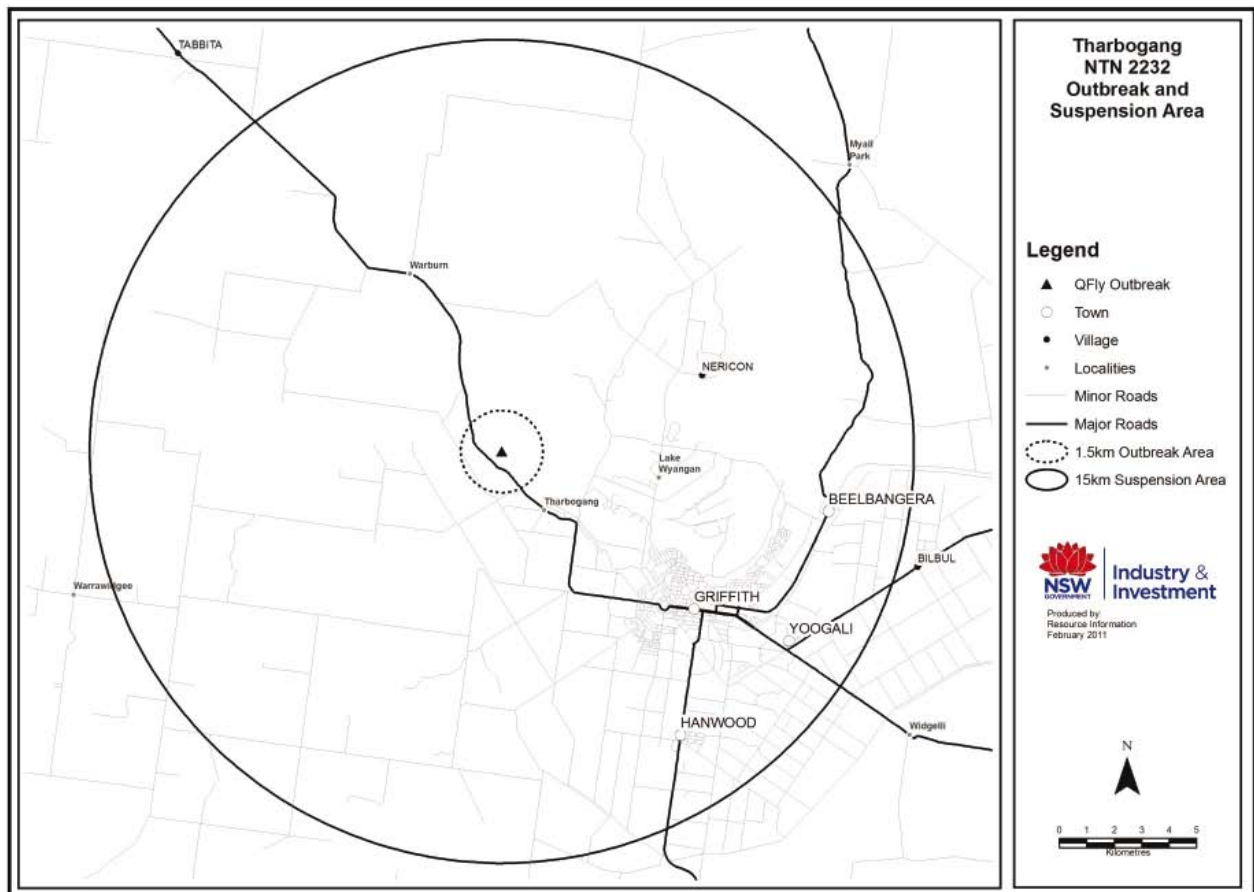 TABBITA
Myall
Park
Warburn
NERICON
Lake
Wyangan
BEELBANGERA
Tharbogang
BILBUL
Warrawidgee
GRIFFITH
YOOGALI
HANWOOD
Widgelli
Tharbogang
NTN 2232
Outbreak and
Suspension Area
Legend
QFly Outbreak
Town
Village
Localities
Minor Roads
Major Roads
1.5km Outbreak Area
15km Suspension Area
NSW
GOVERNMENT
Industry &
Investment
Produced by
Resource Information
February 2011
N
0 1 2 3 4 5
Kilometres